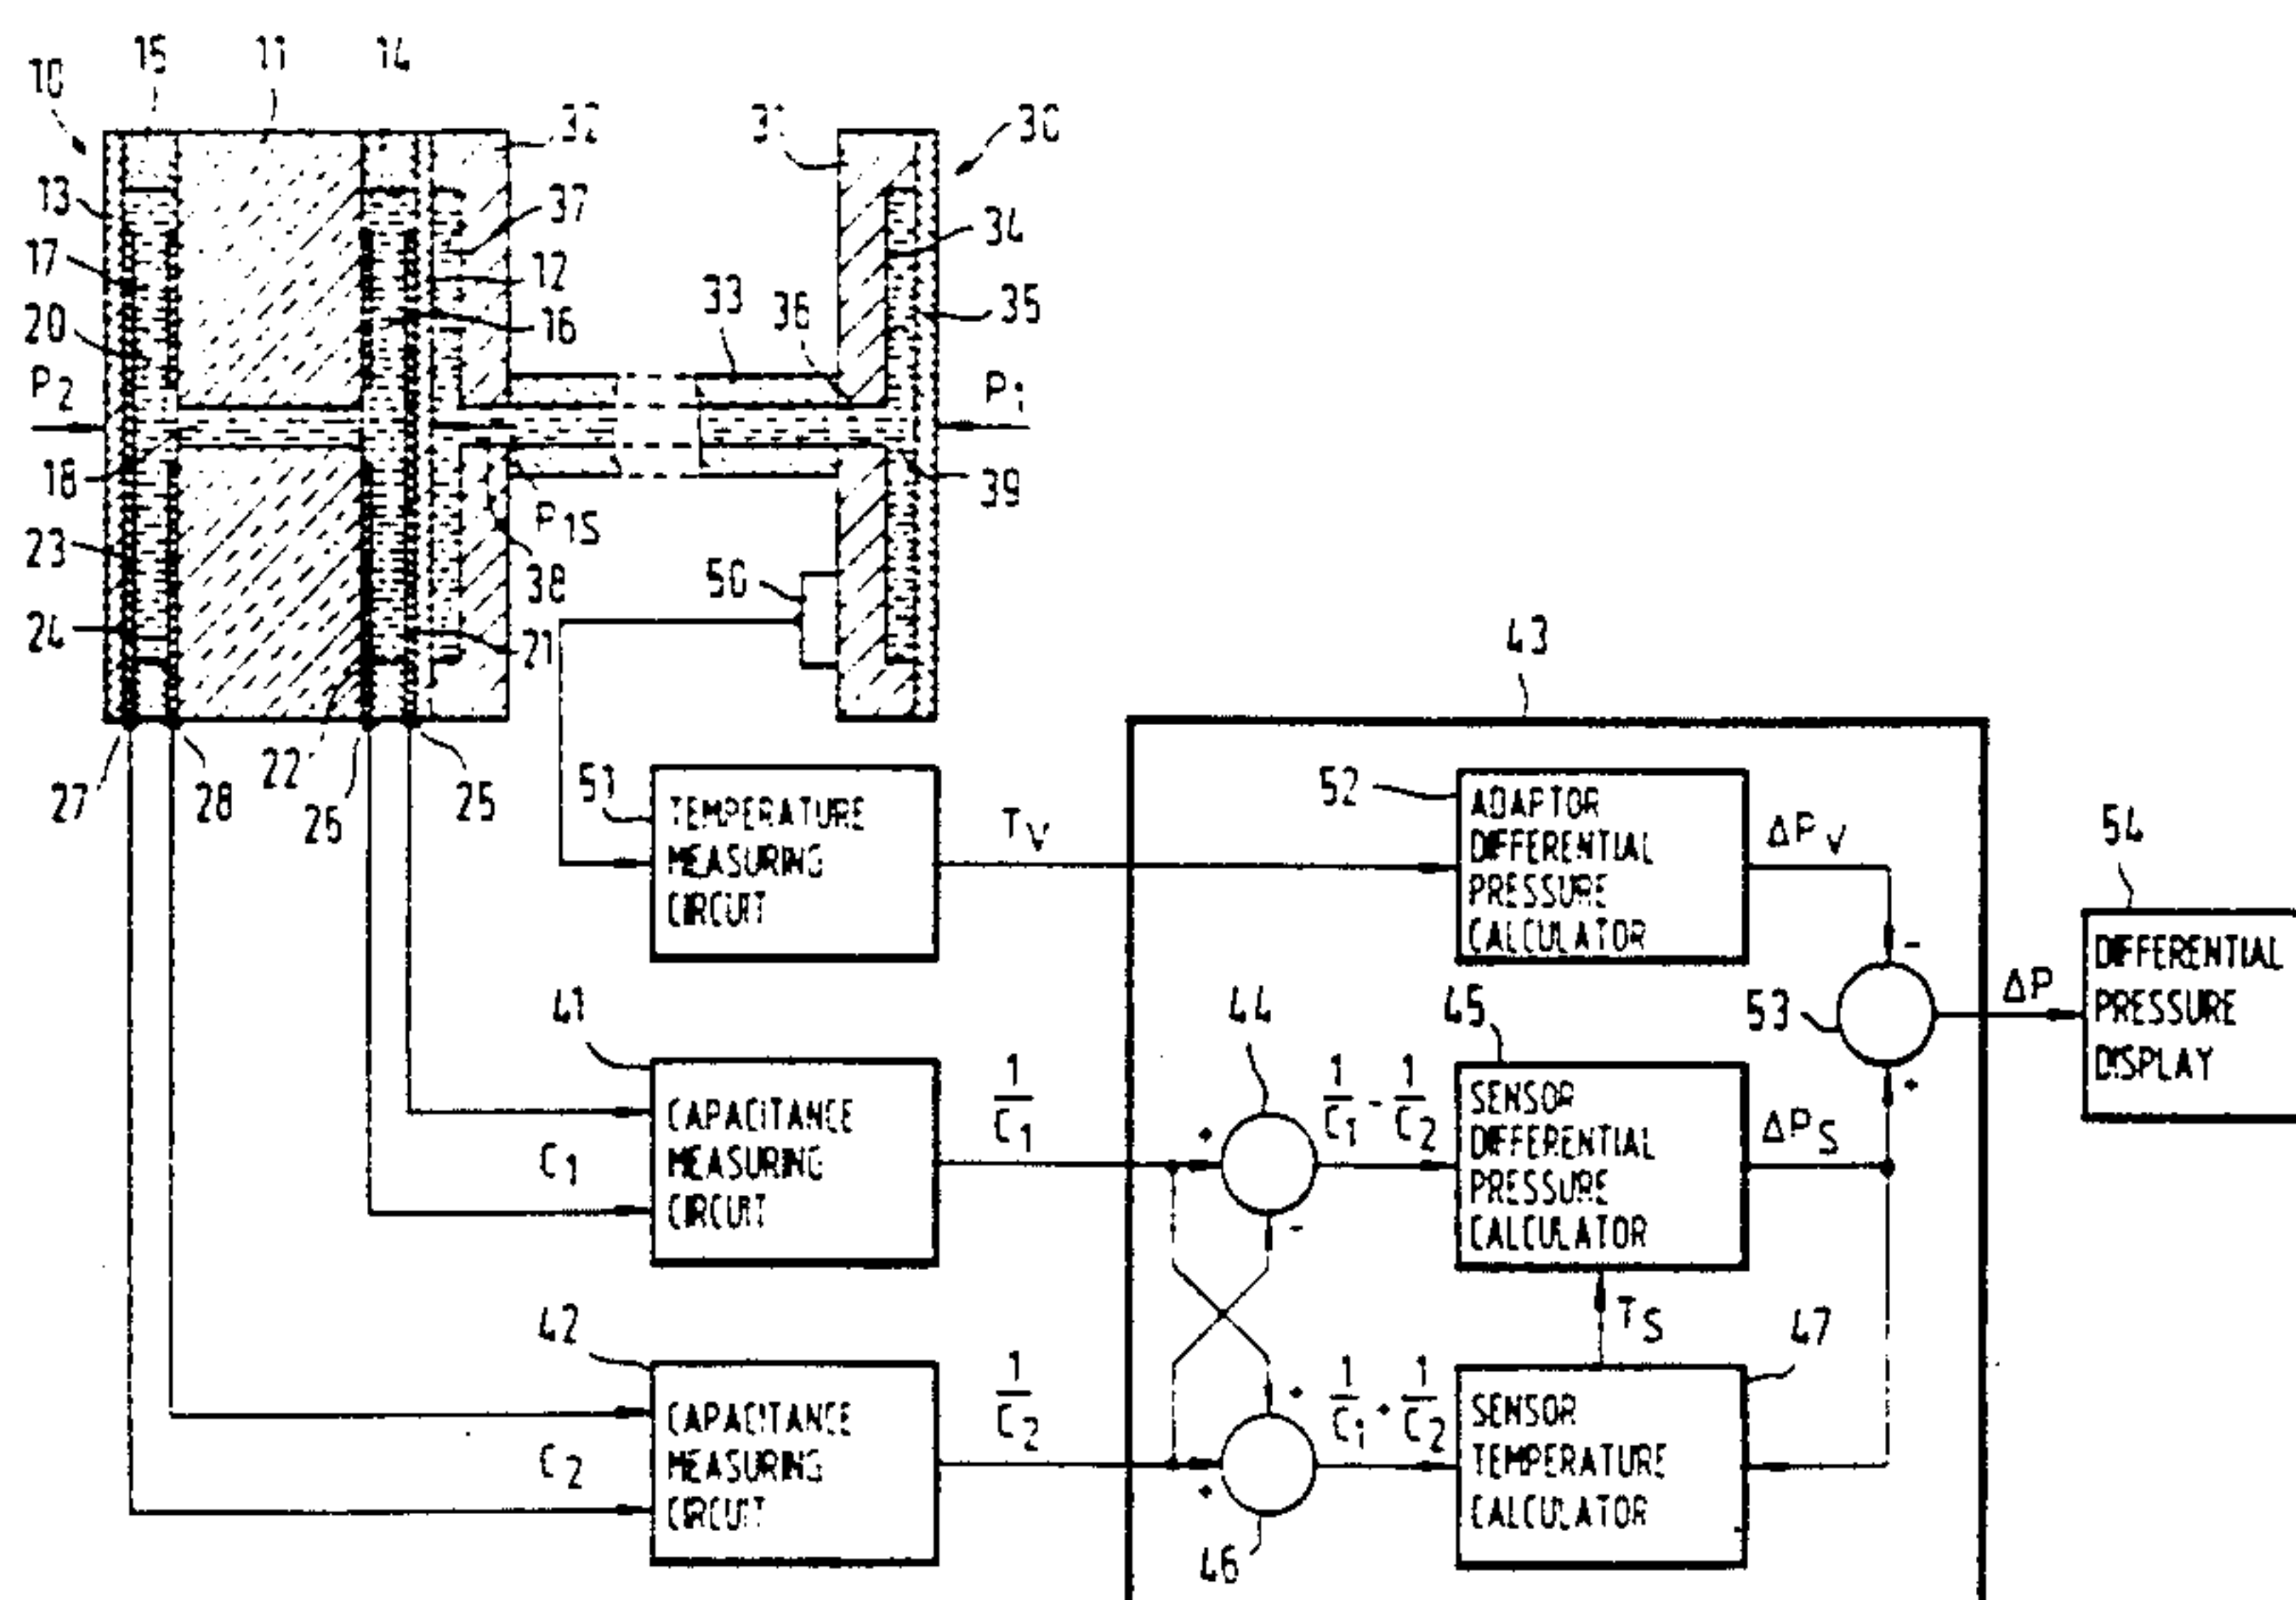 10
15
11
14
32
31
30
13
37
34
17
12
33
36
35
20
16
P2
P1
18
39
P1S
23
38
50
24
21
43
22
27
28
26
25
51
TEMPERATURE
MEASURING
CIRCUIT
TV
52
ADAPTOR
DIFFERENTIAL
PRESSURE
CALCULATOR
ΔPV
-
54
DIFFERENTIAL
PRESSURE
DISPLAY
53
ΔP
+
41
CAPACITANCE
MEASURING
CIRCUIT
C1
1/C1
44
+
-
1/C1 - 1/C2
45
SENSOR
DIFFERENTIAL
PRESSURE
CALCULATOR
ΔPS
TS
42
CAPACITANCE
MEASURING
CIRCUIT
C2
1/C2
+
+
46
1/C1 + 1/C2
47
SENSOR
TEMPERATURE
CALCULATOR